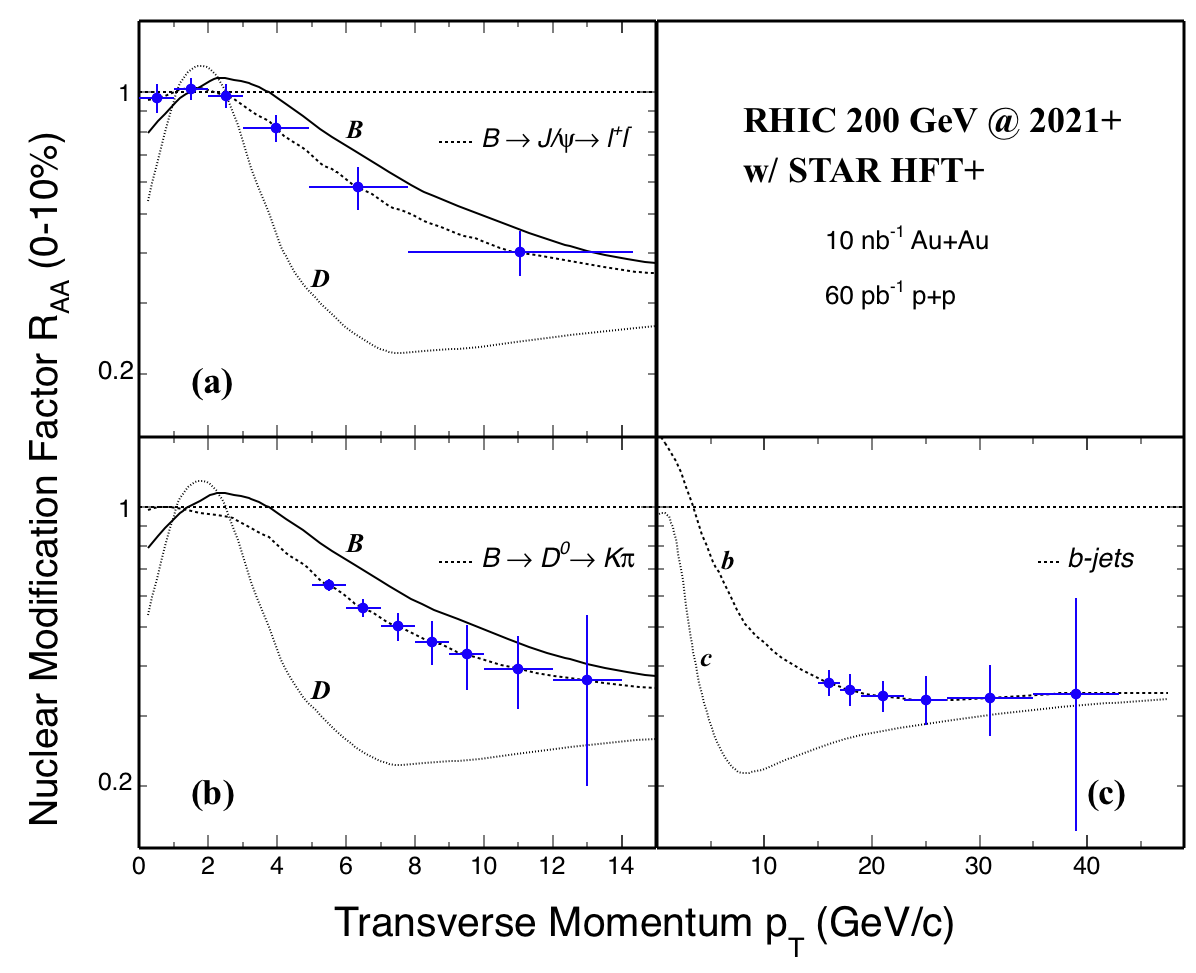 Nuclear Modification Factor R_AA (0-10%)
1
0.2
B
D
B → J/ψ → l⁺l⁻
(a)
RHIC 200 GeV @ 2021+
w/ STAR HFT+
10 nb⁻¹ Au+Au
60 pb⁻¹ p+p
1
0.2
B
D
B → D⁰ → Kπ
(b)
b
c
b-jets
(c)
0 2 4 6 8 10 12 14
10 20 30 40
Transverse Momentum p_T (GeV/c)